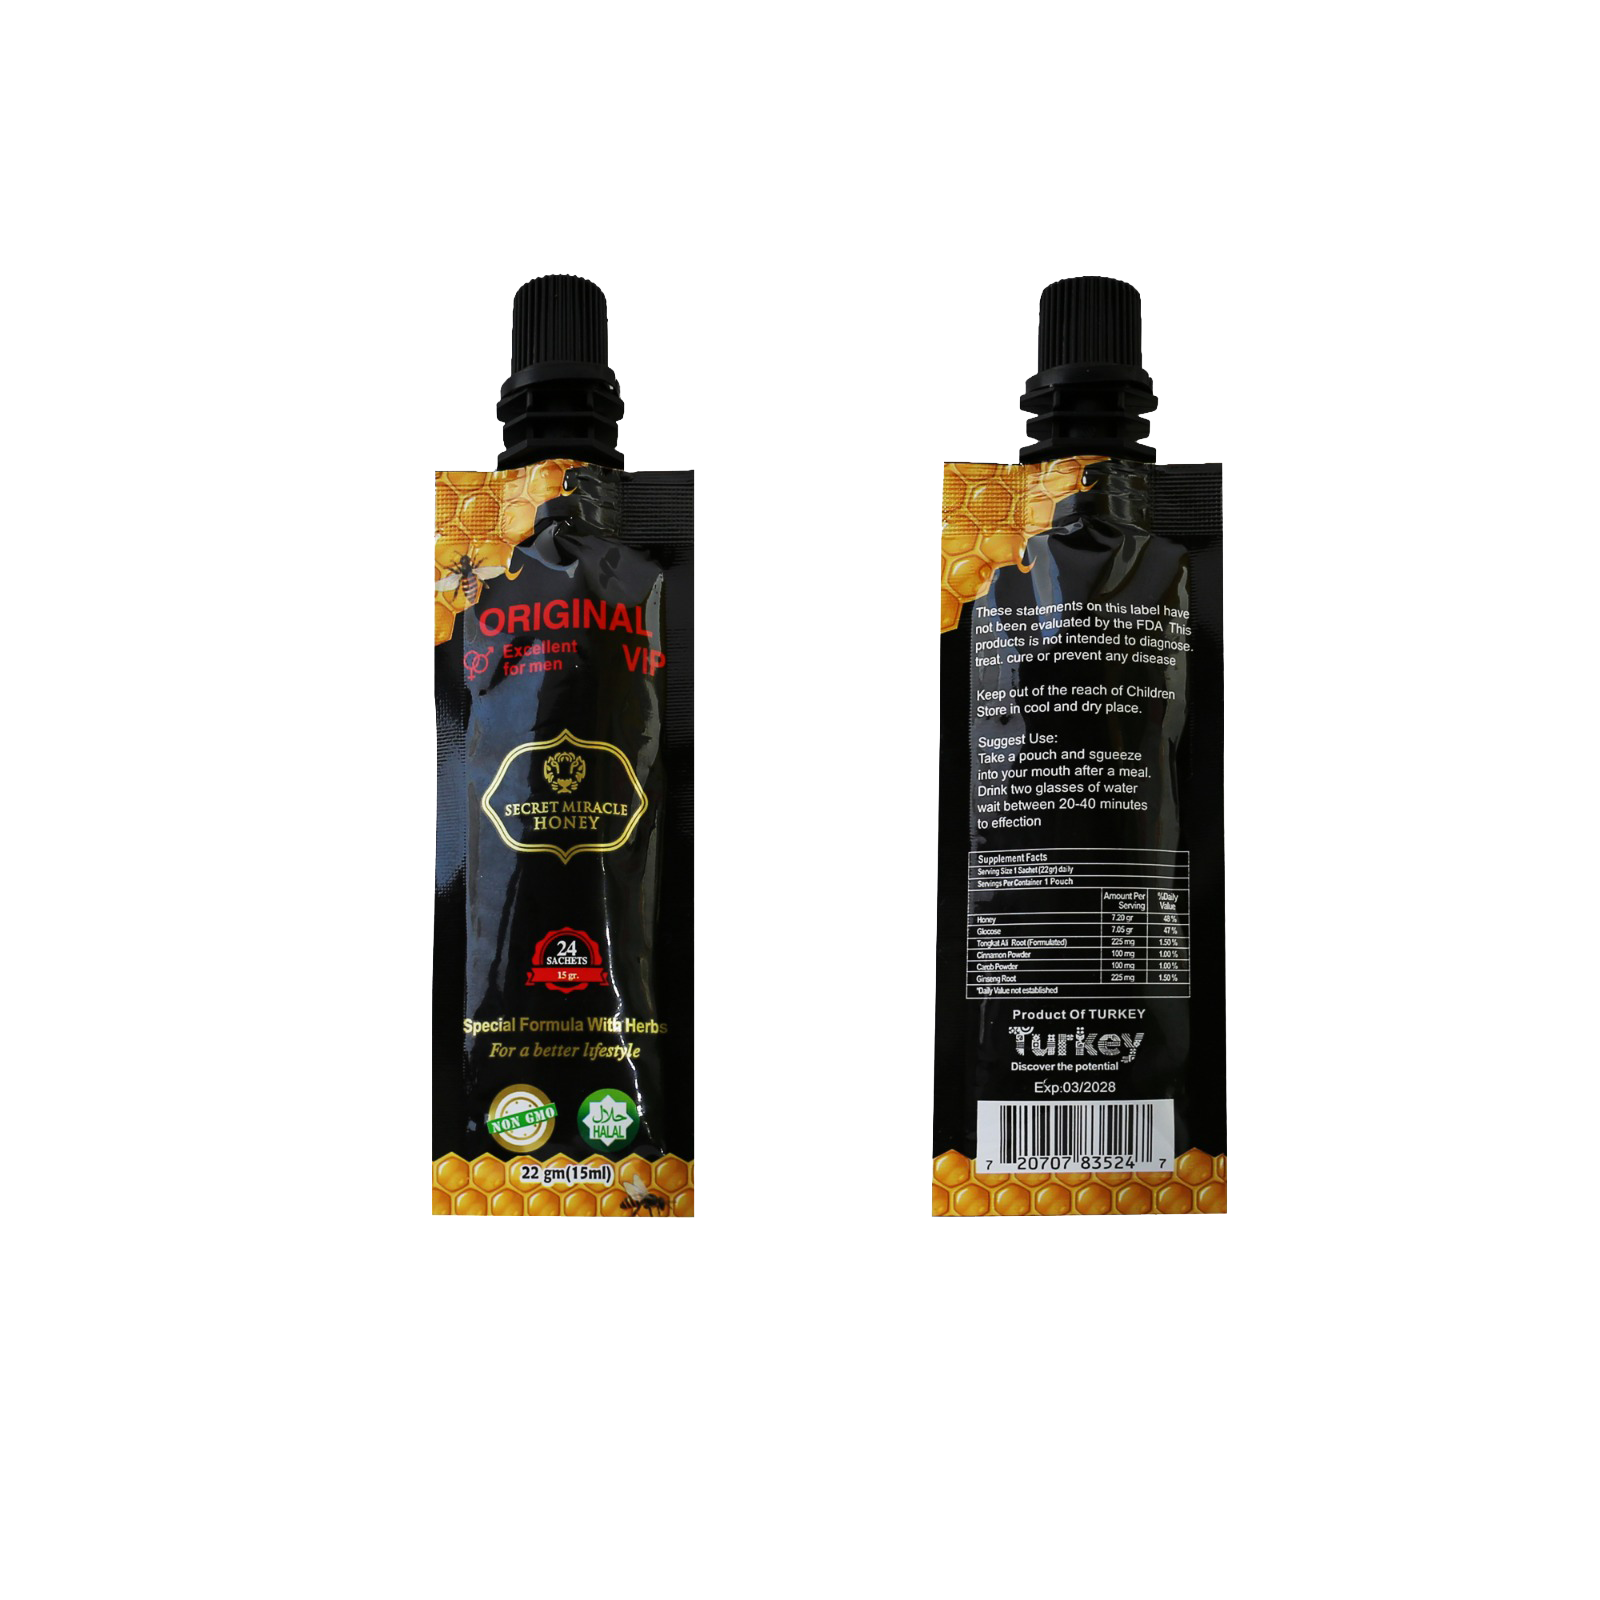 ORIGINAL
Excellent
for men
VIP
SECRET MIRACLE
HONEY
24
SACHETS
15 gr.
Special Formula With Herbs
For a better lifestyle
NON GMO
حلال
HALAL
22 gm(15ml)
These statements on this label have
not been evaluated by the FDA This
products is not intended to diagnose.
treat. cure or prevent any disease
Keep out of the reach of Children
Store in cool and dry place.
Suggest Use:
Take a pouch and sgueeze
into your mouth after a meal.
Drink two glasses of water
wait between 20-40 minutes
to effection
Supplement Facts
Serving Size 1 Sachet (22gr) daily
Servings Per Container 1 Pouch
Amount Per Serving %Daily Value
Honey 7.20 gr 48 %
Glocose 7.05 gr 47 %
Tongkat Ali Root (Formulated) 225 mg 1.50 %
Cinnamon Powder 100 mg 1.00 %
Carob Powder 100 mg 1.00 %
Ginseng Root 225 mg 1.50 %
*Daily Value not established
Product Of TURKEY
Turkey
Discover the potential
Exp:03/2028
7 20707 83524 7